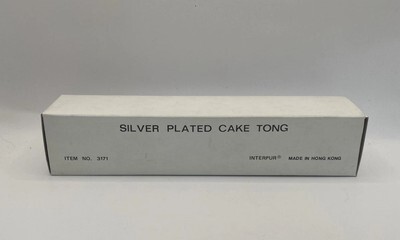 SILVER PLATED CAKE TONG
ITEM NO. 3171 INTERPUR® MADE IN HONG KONG